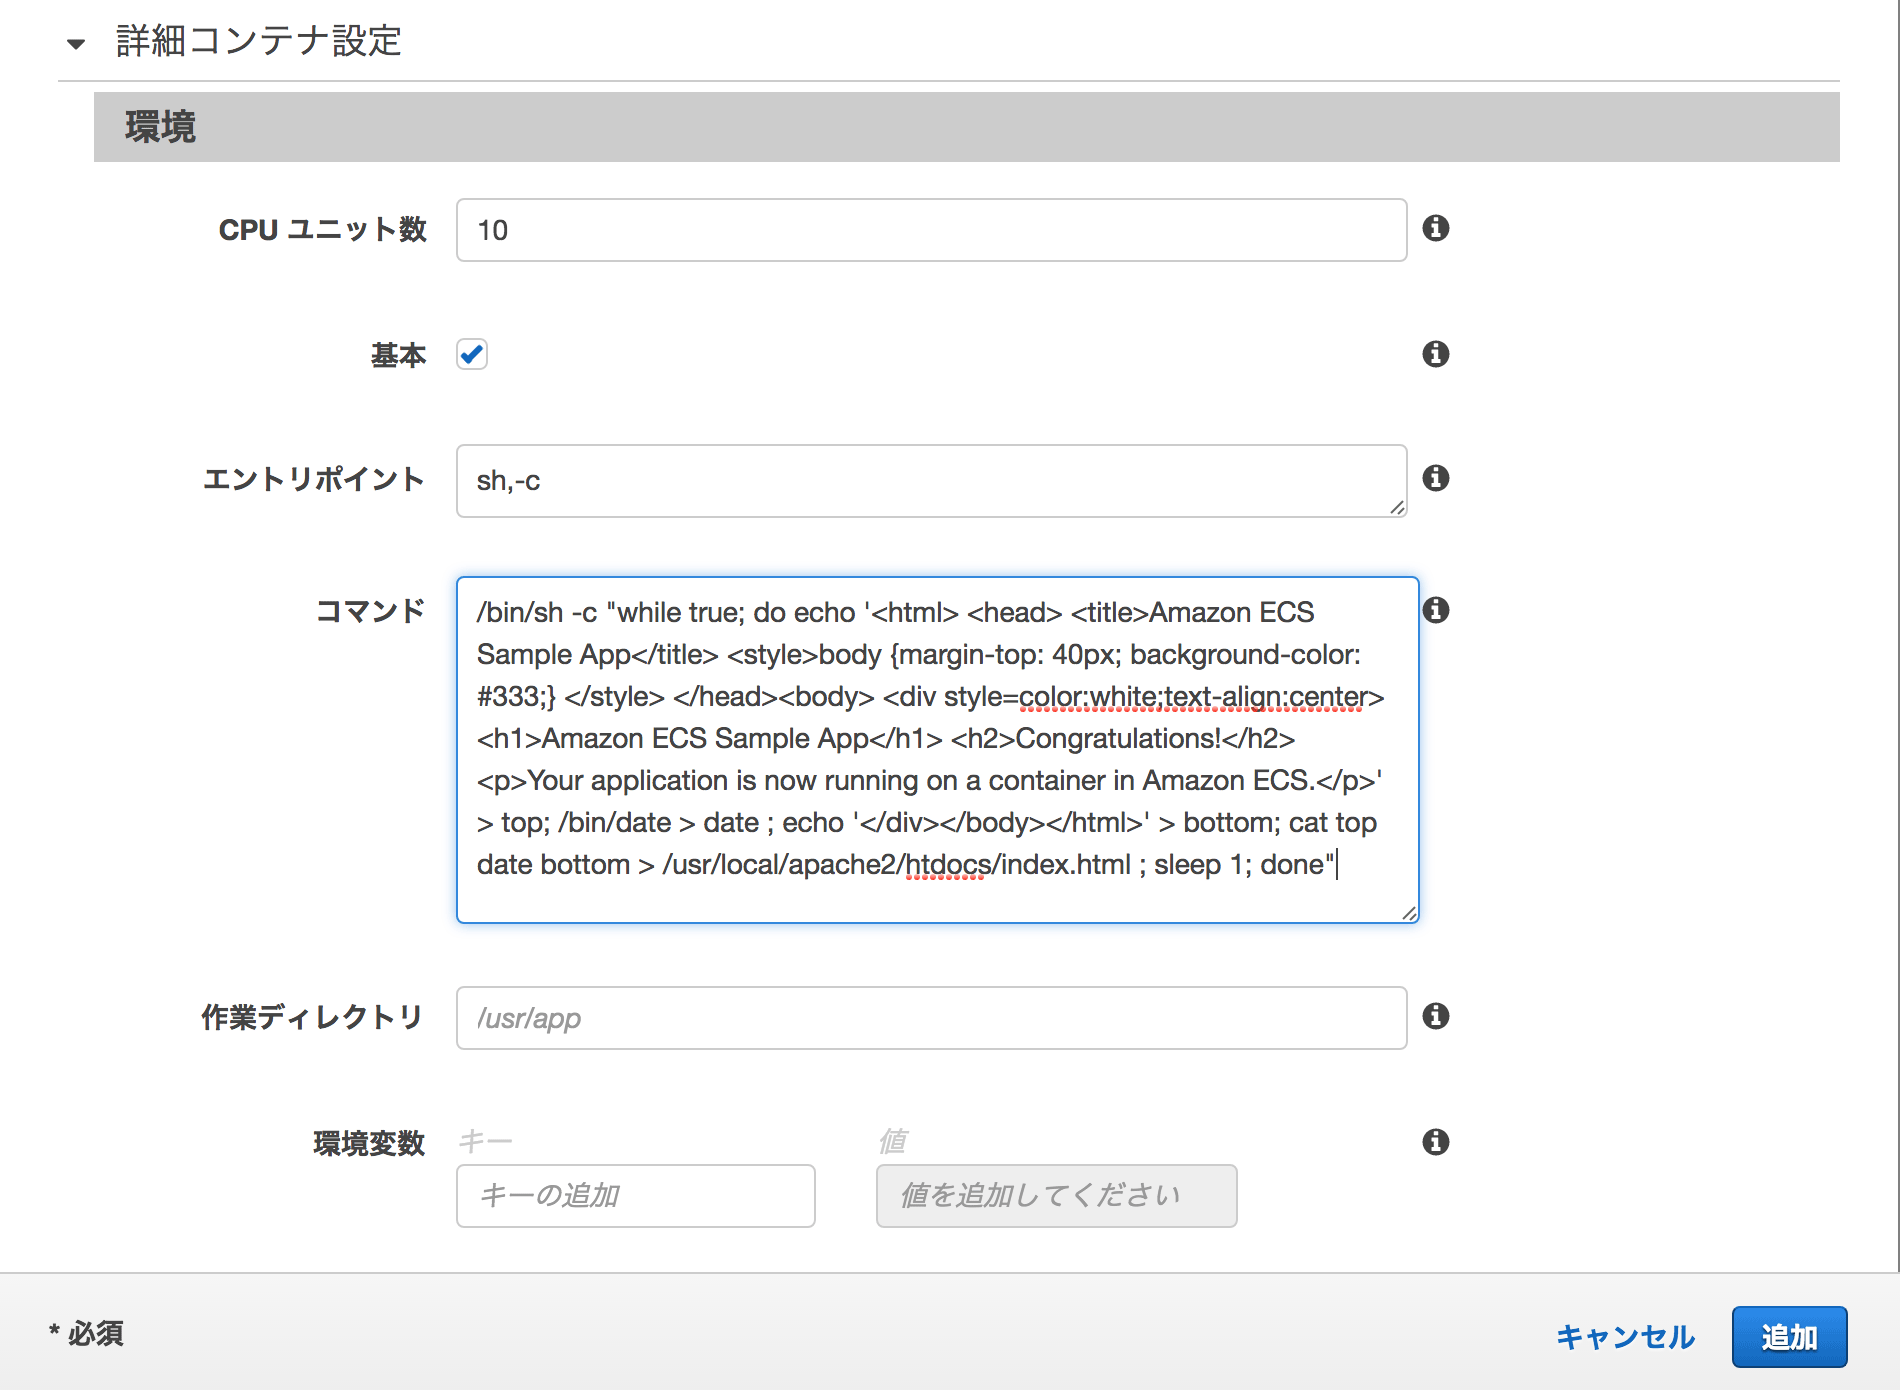 詳細コンテナ設定
環境
CPU ユニット数
10
基本
エントリポイント
sh,-c
コマンド
/bin/sh -c "while true; do echo '<html> <head> <title>Amazon ECS
Sample App</title> <style>body {margin-top: 40px; background-color:
#333;} </style> </head><body> <div style=color:white;text-align:center>
<h1>Amazon ECS Sample App</h1> <h2>Congratulations!</h2>
<p>Your application is now running on a container in Amazon ECS.</p>'
> top; /bin/date > date ; echo '</div></body></html>' > bottom; cat top
date bottom > /usr/local/apache2/htdocs/index.html ; sleep 1; done"
作業ディレクトリ
/usr/app
環境変数
キー
値
キーの追加
値を追加してください
* 必須
キャンセル
追加